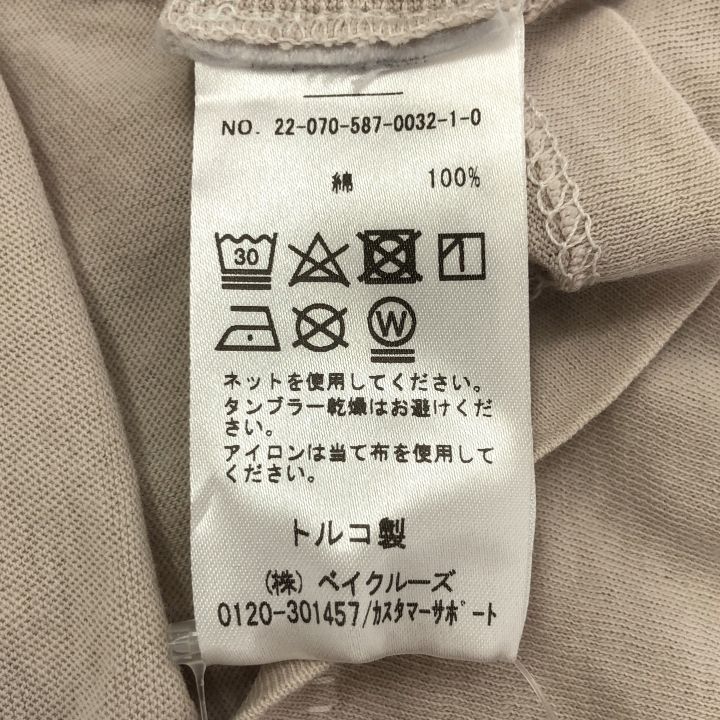 NO. 22-070-587-0032-1-0
綿 100%
30
W
ネットを使用してください。
タンブラー乾燥はお避けくだ
さい。
アイロンは当て布を使用して
ください。
トルコ製
(株) ベイクルーズ
0120-301457/ｶｽﾀﾏｰｻﾎﾟｰﾄ